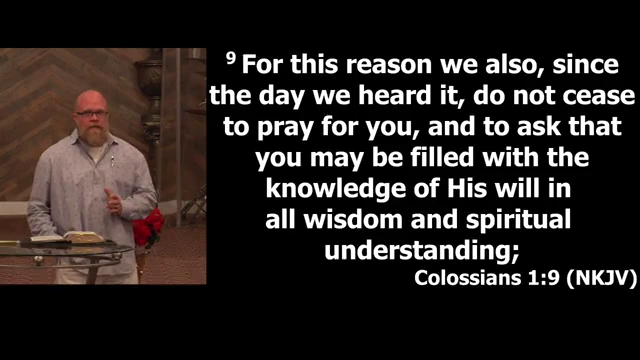 9 For this reason we also, since
the day we heard it, do not cease
to pray for you, and to ask that
you may be filled with the
knowledge of His will in
all wisdom and spiritual
understanding;
Colossians 1:9 (NKJV)